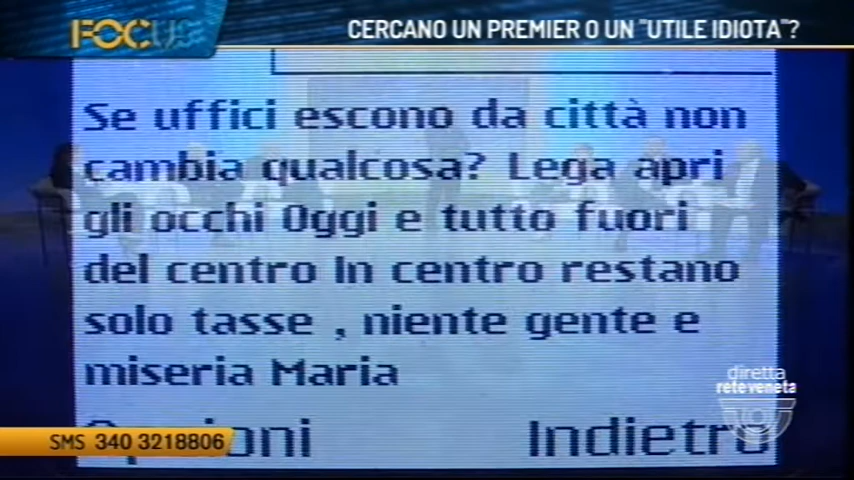 FOCUS
CERCANO UN PREMIER O UN "UTILE IDIOTA"?
Se uffici escono da città non
cambia qualcosa? Lega apri
gli occhi Oggi e tutto fuori
del centro In centro restano
solo tasse , niente gente e
miseria Maria
diretta
reteveneta
Opzioni Indietro
SMS 340 3218806